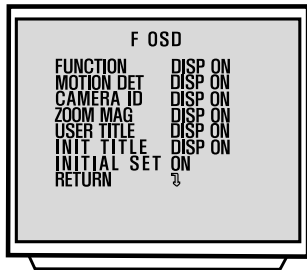 F OSD
FUNCTION DISP ON
MOTION DET DISP ON
CAMERA ID DISP ON
ZOOM MAG DISP ON
USER TITLE DISP ON
INIT TITLE DISP ON
INITIAL SET ON
RETURN ↵